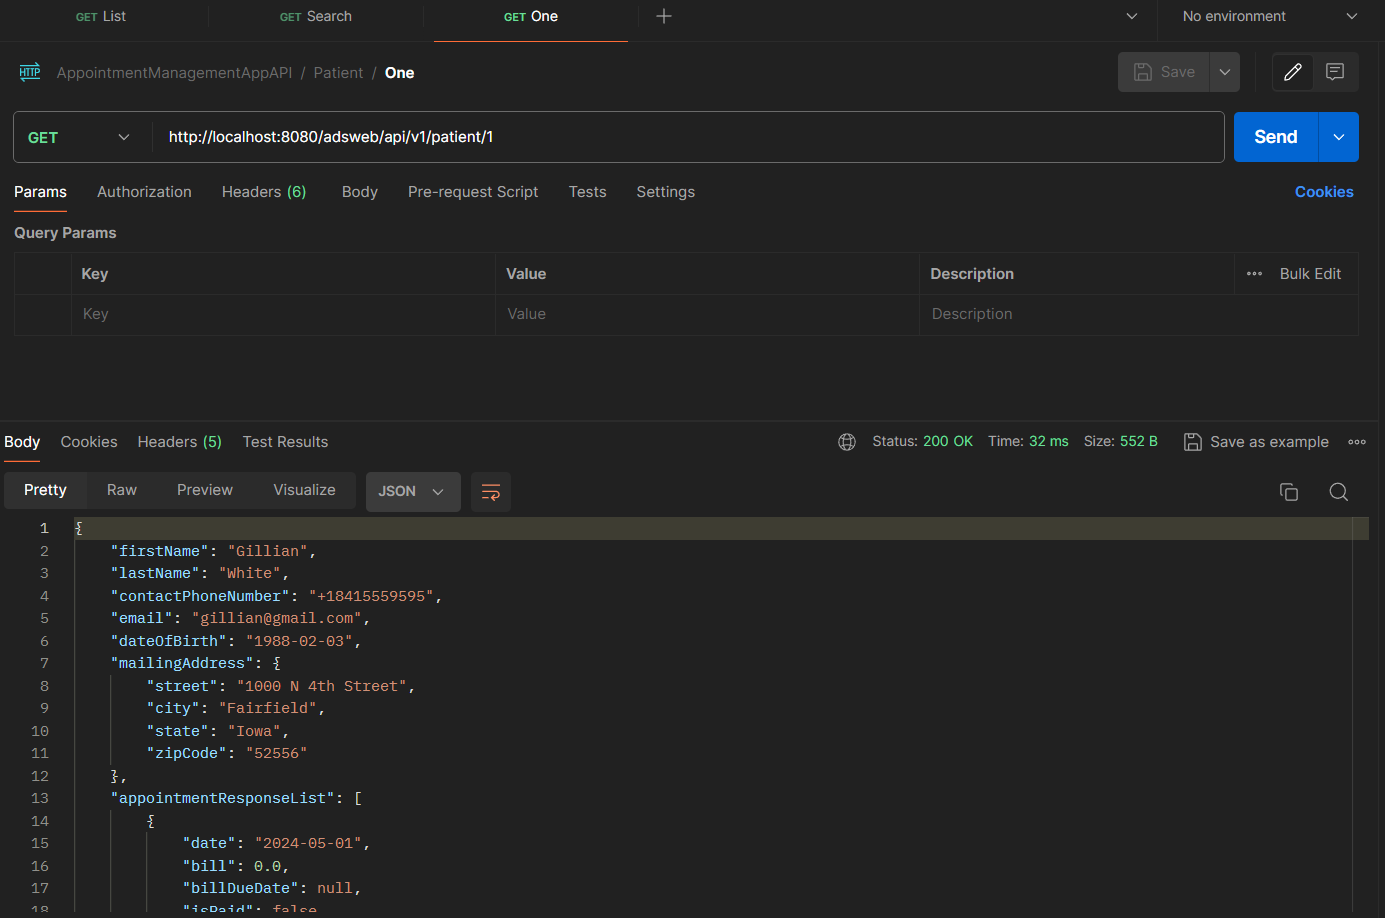 GET List GET Search GET One No environment
HTTP AppointmentManagementAppAPI / Patient / One Save
GET http://localhost:8080/adsweb/api/v1/patient/1 Send
Params Authorization Headers (6) Body Pre-request Script Tests Settings Cookies
Query Params
Key Value Description Bulk Edit
Key Value Description
Body Cookies Headers (5) Test Results Status: 200 OK Time: 32 ms Size: 552 B Save as example
Pretty Raw Preview Visualize JSON
1 {
2 "firstName": "Gillian",
3 "lastName": "White",
4 "contactPhoneNumber": "+18415559595",
5 "email": "gillian@gmail.com",
6 "dateOfBirth": "1988-02-03",
7 "mailingAddress": {
8 "street": "1000 N 4th Street",
9 "city": "Fairfield",
10 "state": "Iowa",
11 "zipCode": "52556"
12 },
13 "appointmentResponseList": [
14 {
15 "date": "2024-05-01",
16 "bill": 0.0,
17 "billDueDate": null,
18 "isPaid": false